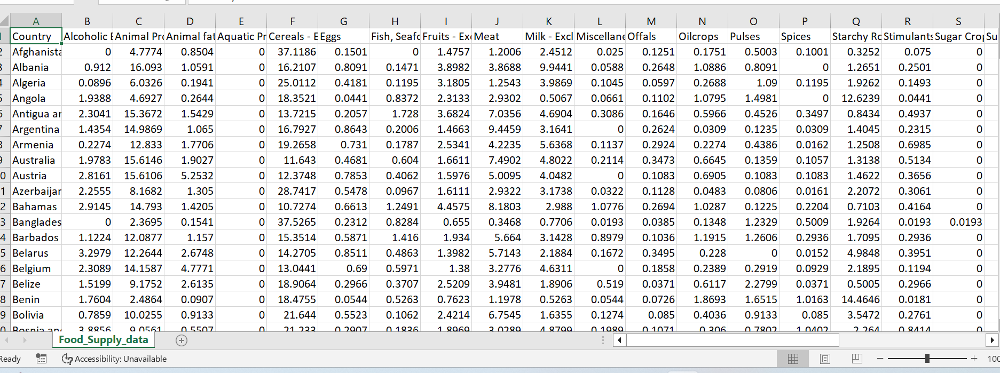 A B C D E F G H I J K L M N O P Q R S
1 Country Alcoholic E Animal Pro Animal fat Aquatic Pr Cereals - E Eggs Fish, Seafo Fruits - Exc Meat Milk - Excl Miscellane Offals Oilcrops Pulses Spices Starchy Ro Stimulants Sugar Crop Su
2 Afghanista 0 4.7774 0.8504 0 37.1186 0.1501 0 1.4757 1.2006 2.4512 0.025 0.1251 0.1751 0.5003 0.1001 0.3252 0.075 0
3 Albania 0.912 16.093 1.0591 0 16.2107 0.8091 0.1471 3.8982 3.8688 9.9441 0.0588 0.2648 1.0886 0.8091 0 1.2651 0.2501 0
4 Algeria 0.0896 6.0326 0.1941 0 25.0112 0.4181 0.1195 3.1805 1.2543 3.9869 0.1045 0.0597 0.2688 1.09 0.1195 1.9262 0.1493 0
5 Angola 1.9388 4.6927 0.2644 0 18.3521 0.0441 0.8372 2.3133 2.9302 0.5067 0.0661 0.1102 1.0795 1.4981 0 12.6239 0.0441 0
6 Antigua ar 2.3041 15.3672 1.5429 0 13.7215 0.2057 1.728 3.6824 7.0356 4.6904 0.3086 0.1646 0.5966 0.4526 0.3497 0.8434 0.4937 0
7 Argentina 1.4354 14.9869 1.065 0 16.7927 0.8643 0.2006 1.4663 9.4459 3.1641 0 0.2624 0.0309 0.1235 0.0309 1.4045 0.2315 0
8 Armenia 0.2274 12.833 1.7706 0 19.2658 0.731 0.1787 2.5341 4.2235 5.6368 0.1137 0.2924 0.2274 0.4386 0.0162 1.2508 0.6985 0
9 Australia 1.9783 15.6146 1.9027 0 11.643 0.4681 0.604 1.6611 7.4902 4.8022 0.2114 0.3473 0.6645 0.1359 0.1057 1.3138 0.5134 0
0 Austria 2.8161 15.6106 5.2532 0 12.3748 0.7853 0.4062 1.5976 5.0095 4.0482 0 0.1083 0.6905 0.1083 0.1083 1.4622 0.3656 0
1 Azerbaijar 2.2555 8.1682 1.305 0 28.7417 0.5478 0.0967 1.6111 2.9322 3.1738 0.0322 0.1128 0.0483 0.0806 0.0161 2.2072 0.3061 0
2 Bahamas 2.9145 14.793 1.4205 0 10.7274 0.6613 1.2491 4.4575 8.1803 2.988 1.0776 0.2694 1.0287 0.1225 0.2204 0.7103 0.4164 0
3 Banglades 0 2.3695 0.1541 0 37.5265 0.2312 0.8284 0.655 0.3468 0.7706 0.0193 0.0385 0.1348 1.2329 0.5009 1.9264 0.0193 0.0193
4 Barbados 1.1224 12.0877 1.157 0 15.3514 0.5871 1.416 1.934 5.664 3.1428 0.8979 0.1036 1.1915 1.2606 0.2936 1.7095 0.2936 0
5 Belarus 3.2979 12.2644 2.6748 0 14.2705 0.8511 0.4863 1.3982 5.7143 2.1884 0.1672 0.3495 0.228 0 0.0152 4.9848 0.3951 0
6 Belgium 2.3089 14.1587 4.7771 0 13.0441 0.69 0.5971 1.38 3.2776 4.6311 0 0.1858 0.2389 0.2919 0.0929 2.1895 0.1194 0
7 Belize 1.5199 9.1752 2.6135 0 18.9064 0.2966 0.3707 2.5209 3.9481 1.8906 0.519 0.0371 0.6117 2.2799 0.0371 0.5005 0.2966 0
8 Benin 1.7604 2.4864 0.0907 0 18.4755 0.0544 0.5263 0.7623 1.1978 0.5263 0.0544 0.0726 1.8693 1.6515 1.0163 14.4646 0.0181 0
9 Bolivia 0.7859 10.0255 0.9133 0 21.644 0.5523 0.1062 2.4214 6.7545 1.6355 0.1274 0.085 0.4036 0.9133 0.085 3.5472 0.2761 0
0 Bosnia and 3.8856 9.0561 0.5507 0 21.233 0.2907 0.1836 1.8969 3.0289 4.8799 0.1989 0.1071 0.306 0.7802 1.0402 2.264 0.8414 0
Food_Supply_data
Ready Accessibility: Unavailable 100